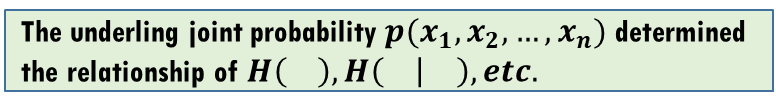 The underling joint probability p(x₁, x₂, ..., xₙ) determined
the relationship of H( ), H( | ), etc.